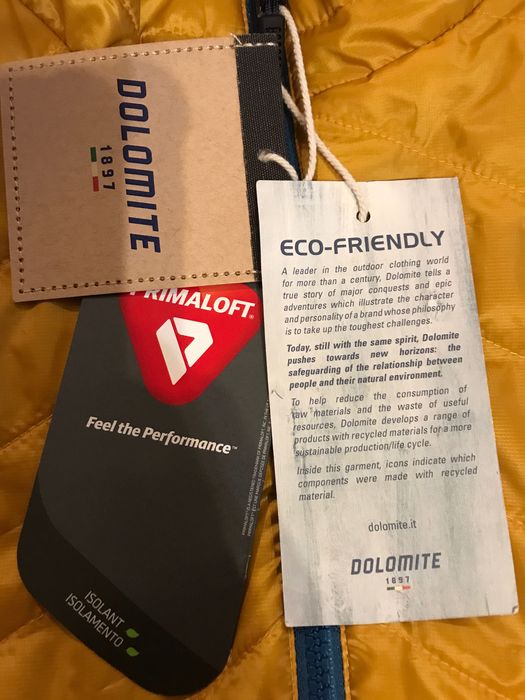 DOLOMITE
1897
PRIMALOFT®
Feel the Performance™
ISOLANT
ISOLAMENTO
ECO-FRIENDLY
A leader in the outdoor clothing world
for more than a century, Dolomite tells a
true story of major conquests and epic
adventures which illustrate the character
and personality of a brand whose philosophy
is to take up the toughest challenges.
Today, still with the same spirit, Dolomite
pushes towards new horizons: the
safeguarding of the relationship between
people and their natural environment.
To help reduce the consumption of
raw materials and the waste of useful
resources, Dolomite develops a range of
products with recycled materials for a more
sustainable production/life cycle.
Inside this garment, icons indicate which
components were made with recycled
material.
dolomite.it
DOLOMITE
1897